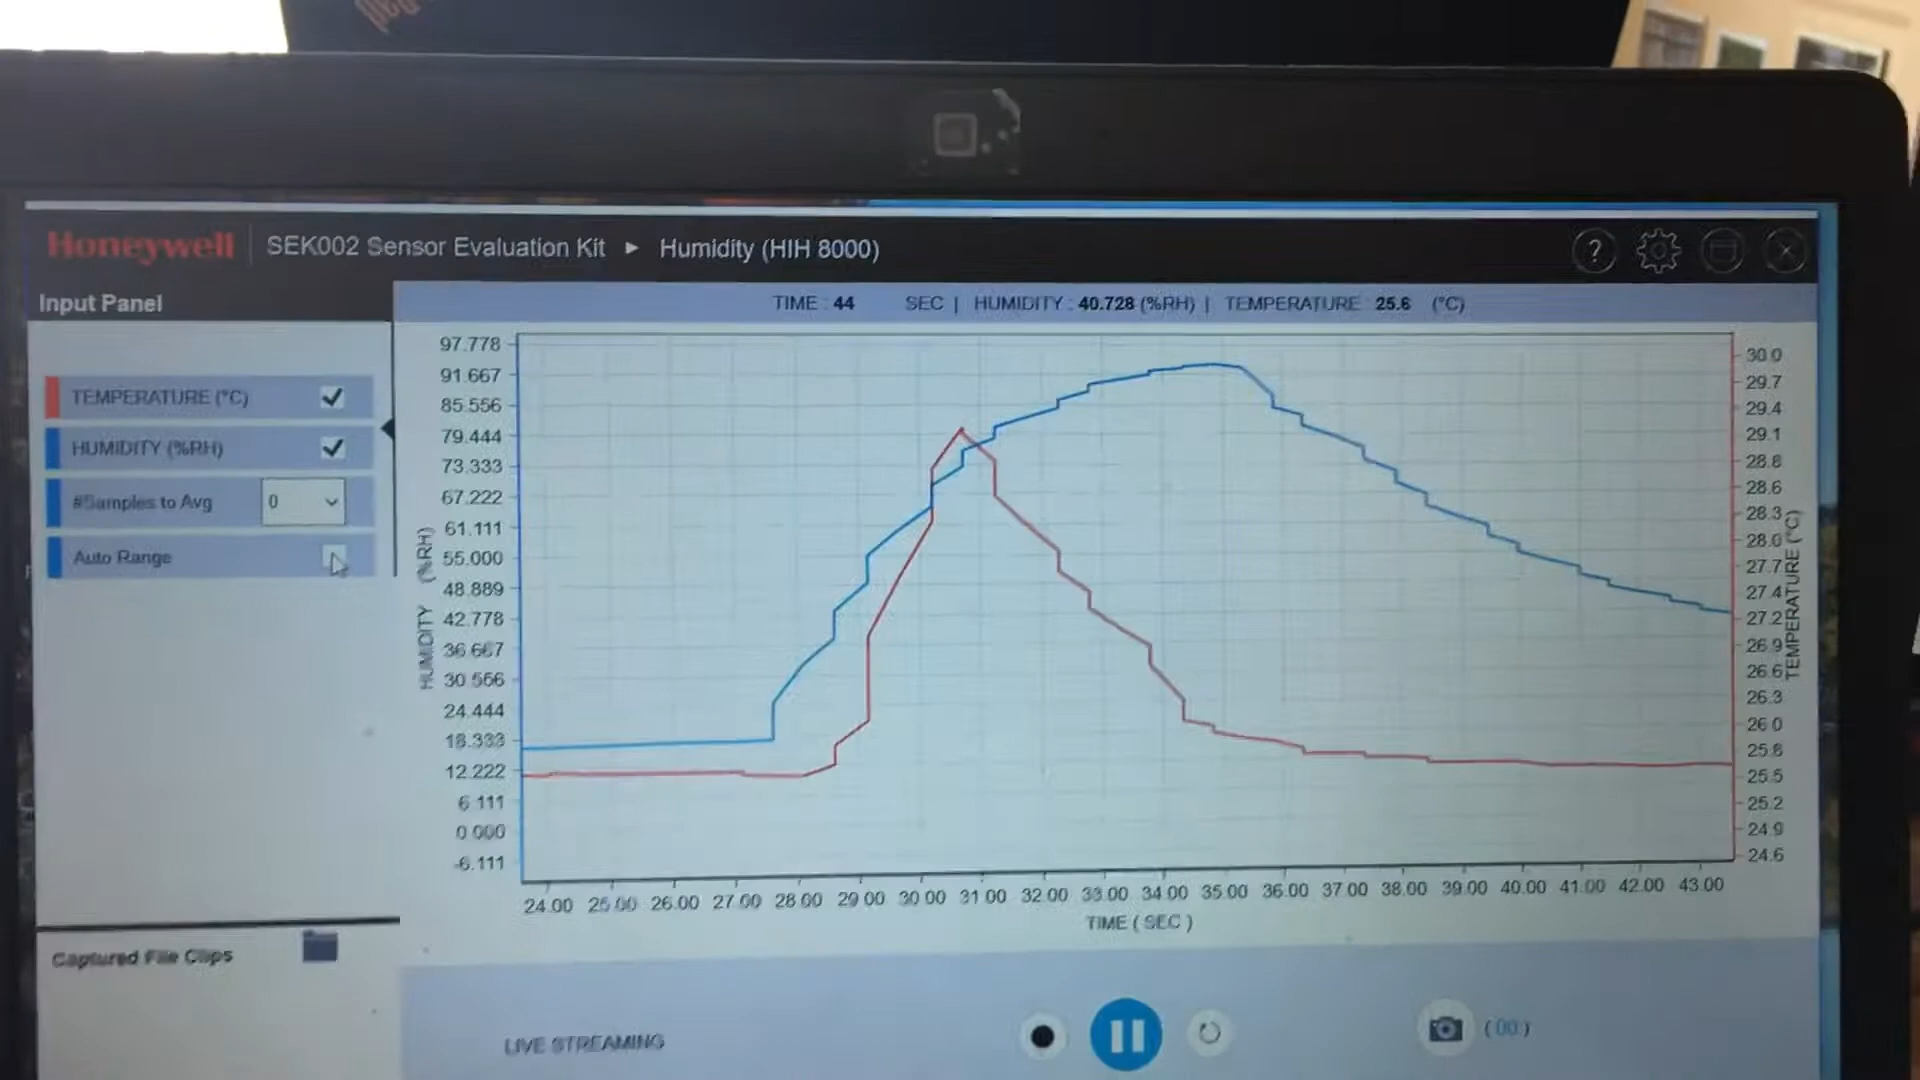 Honeywell SEK002 Sensor Evaluation Kit ► Humidity (HIH 8000) ?
Input Panel
TIME : 44 SEC | HUMIDITY : 40.728 (%RH) | TEMPERATURE 25.6 (°C)
TEMPERATURE (°C)
HUMIDITY (%RH)
#Samples to Avg 0
Auto Range
97.778
91.667
85.556
79.444
73.333
67.222
61.111
55.000
48.889
42.778
36.667
30.556
24.444
18.333
12.222
6.111
0.000
-6.111
HUMIDITY (%RH)
30.0
29.7
29.4
29.1
28.8
28.6
28.3
28.0
27.7
27.4
27.2
26.9
26.6
26.3
26.0
25.8
25.5
25.2
24.9
24.6
TEMPERATURE (°C)
24.00 25.00 26.00 27.00 28.00 29.00 30.00 31.00 32.00 33.00 34.00 35.00 36.00 37.00 38.00 39.00 40.00 41.00 42.00 43.00
TIME ( SEC )
Captured File Clips
LIVE STREAMING
( 00 )